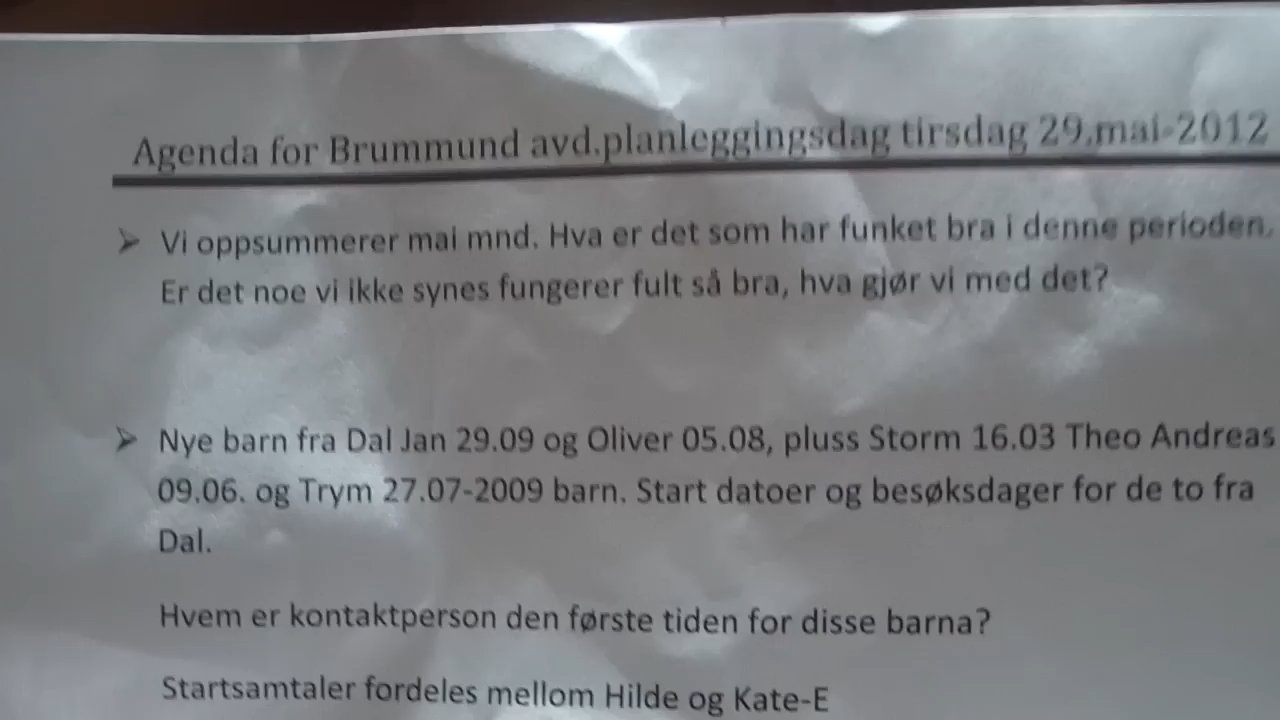 Agenda for Brummund avd.planleggingsdag tirsdag 29.mai-2012
Vi oppsummerer mai mnd. Hva er det som har funket bra i denne perioden.
Er det noe vi ikke synes fungerer fult så bra, hva gjør vi med det?
Nye barn fra Dal Jan 29.09 og Oliver 05.08, pluss Storm 16.03 Theo Andreas
09.06. og Trym 27.07-2009 barn. Start datoer og besøksdager for de to fra
Dal.
Hvem er kontaktperson den første tiden for disse barna?
Startsamtaler fordeles mellom Hilde og Kate-E